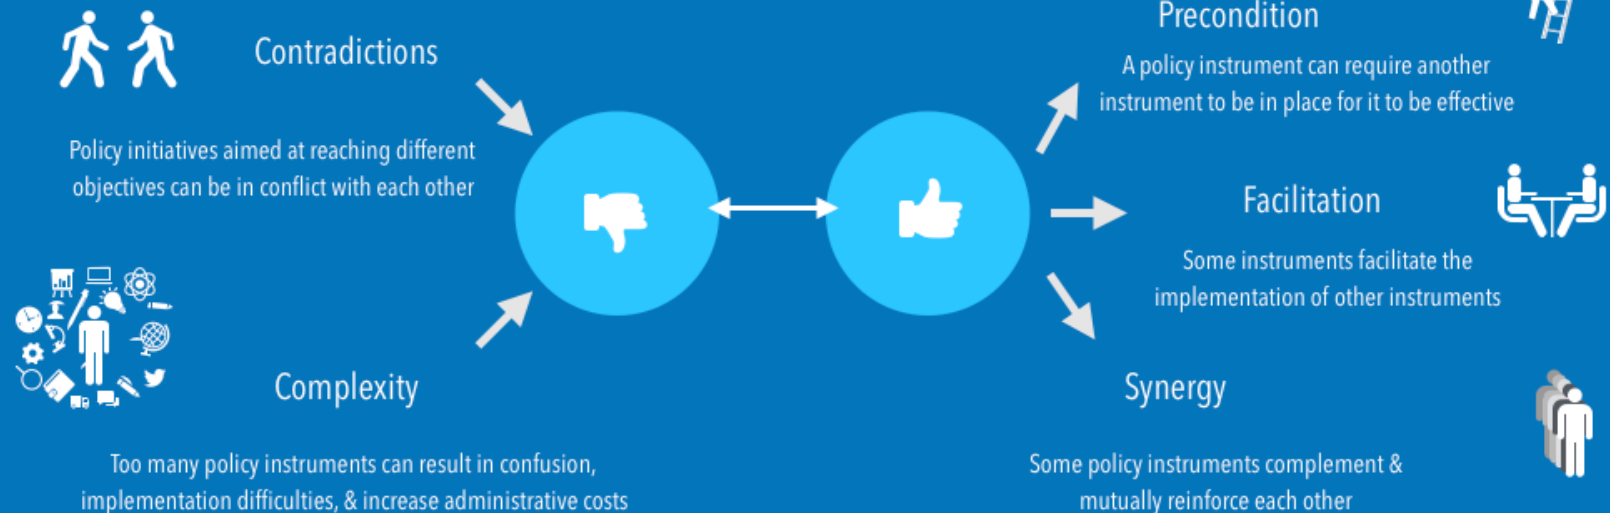 Contradictions
Policy initiatives aimed at reaching different
objectives can be in conflict with each other
Complexity
Too many policy instruments can result in confusion,
implementation difficulties, & increase administrative costs
Precondition
A policy instrument can require another
instrument to be in place for it to be effective
Facilitation
Some instruments facilitate the
implementation of other instruments
Synergy
Some policy instruments complement &
mutually reinforce each other